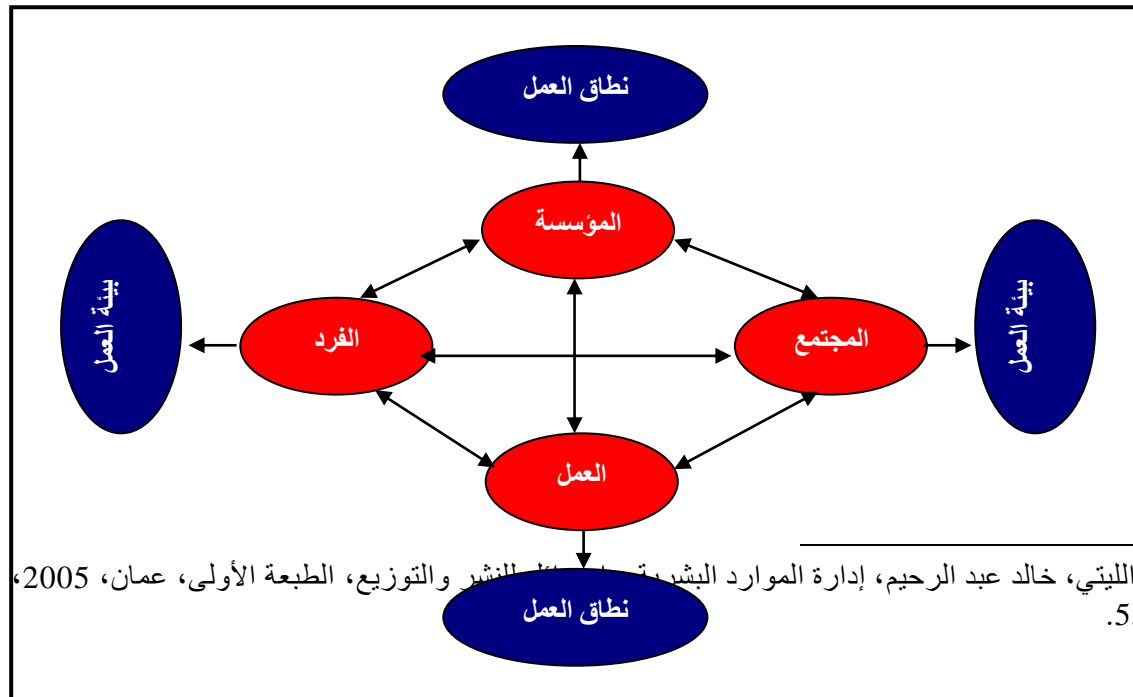 نطاق العمل
المؤسسة
بيئة العمل
الفرد
المجتمع
بيئة العمل
العمل
الليتي، خالد عبد الرحيم، إدارة الموارد البشرية للنشر والتوزيع، الطبعة الأولى، عمان، 2005،
نطاق العمل